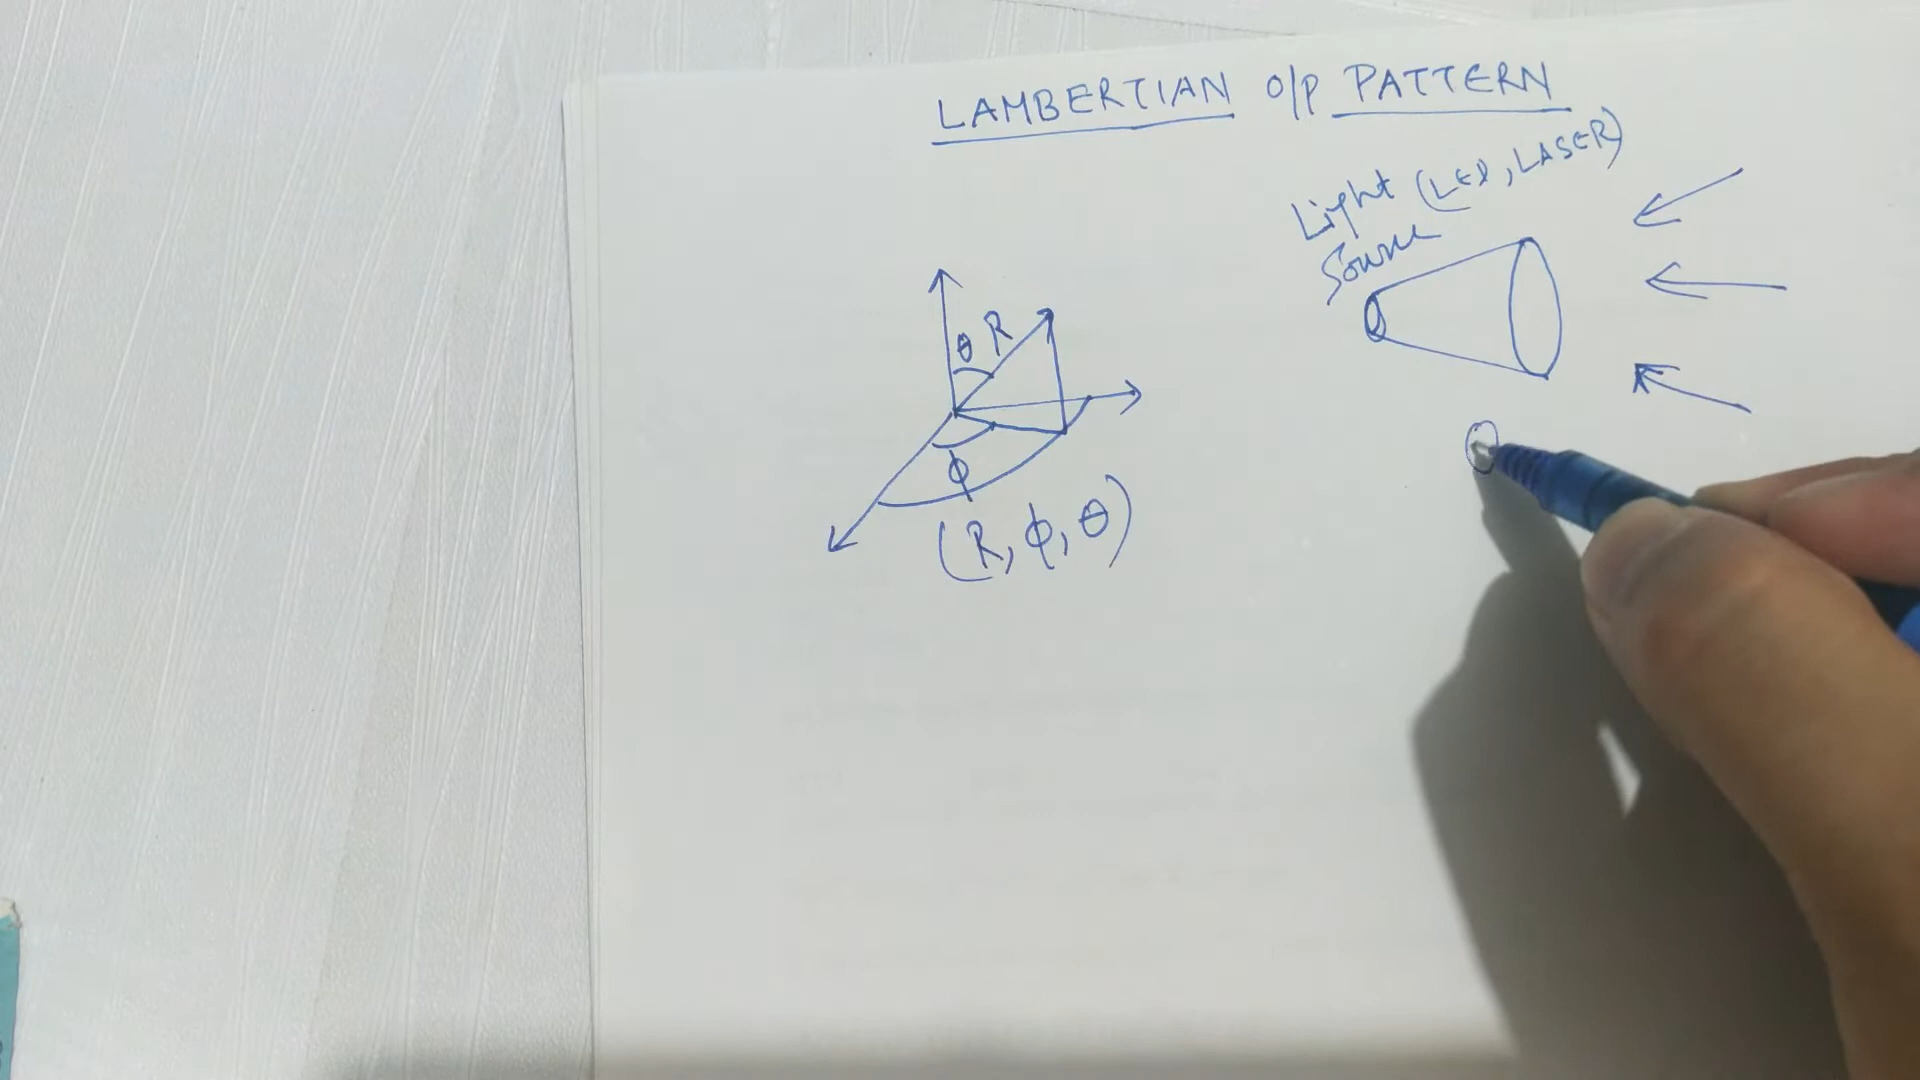 LAMBERTIAN O/P PATTERN
Light (LED, LASER)
Source
θ R
ϕ
(R, ϕ, θ)